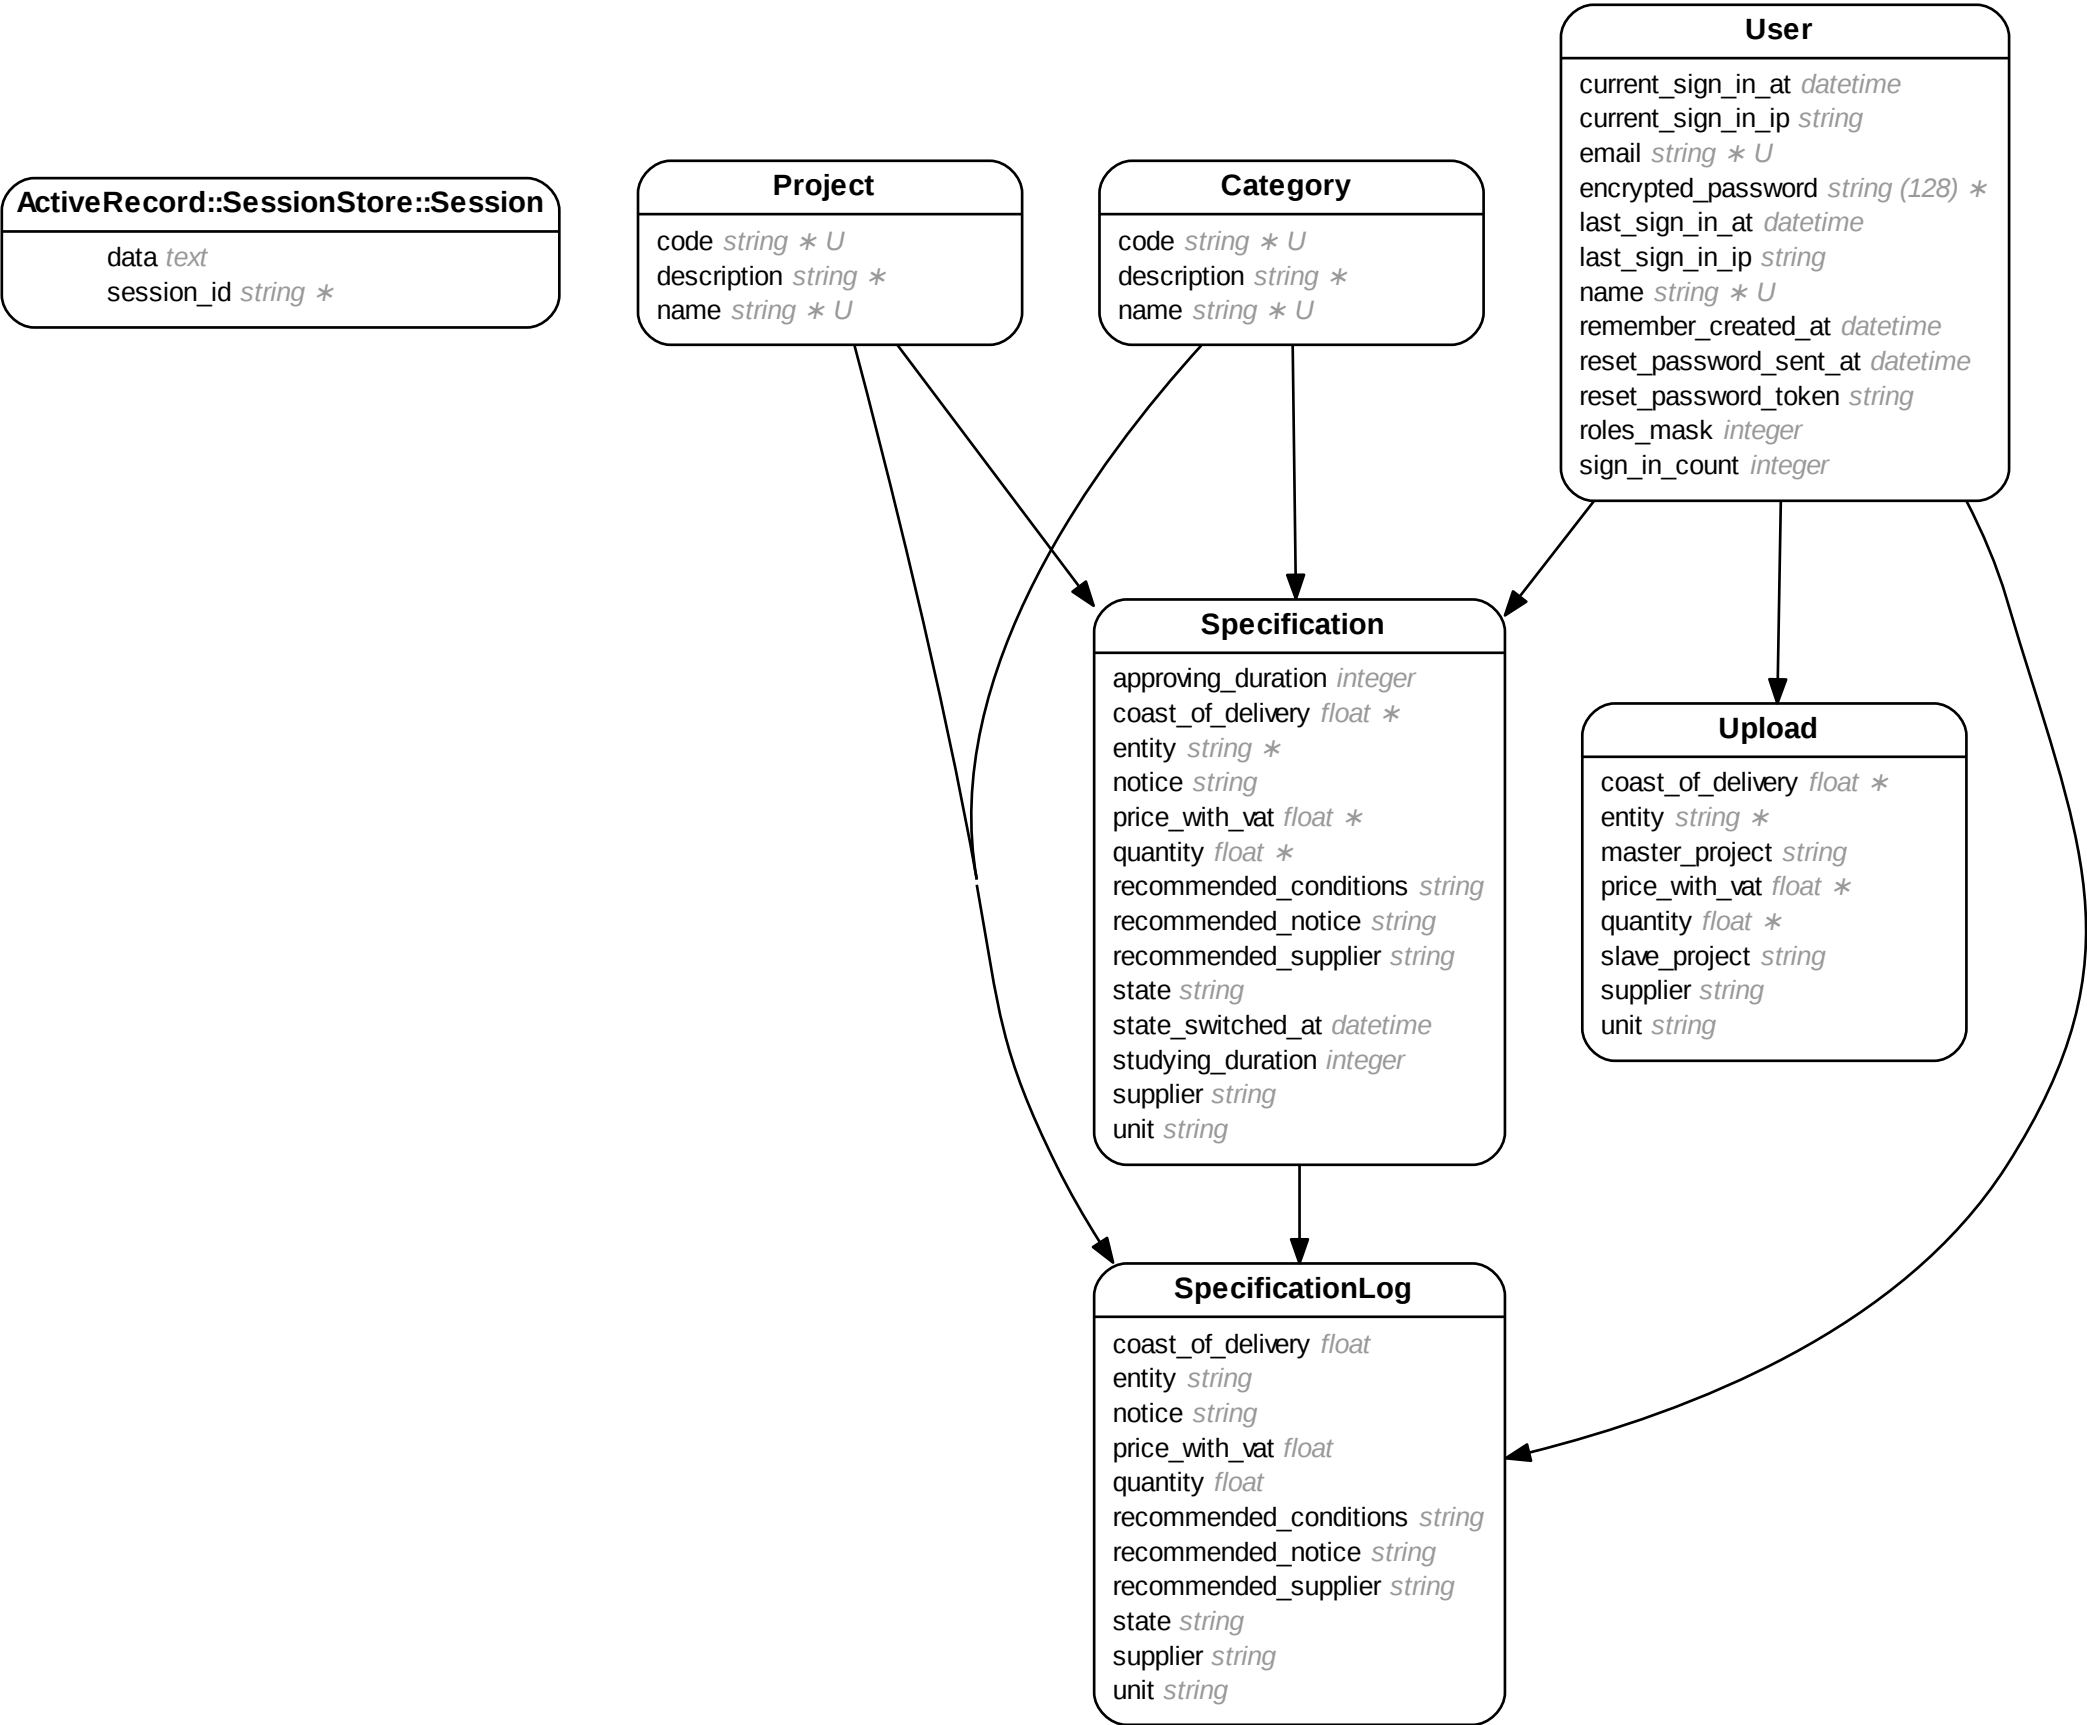 User
current_sign_in_at datetime
current_sign_in_ip string
email string ∗ U
encrypted_password string (128) ∗
last_sign_in_at datetime
last_sign_in_ip string
name string ∗ U
remember_created_at datetime
reset_password_sent_at datetime
reset_password_token string
roles_mask integer
sign_in_count integer
ActiveRecord::SessionStore::Session
data text
session_id string ∗
Project
code string ∗ U
description string ∗
name string ∗ U
Category
code string ∗ U
description string ∗
name string ∗ U
Specification
approving_duration integer
coast_of_delivery float ∗
entity string ∗
notice string
price_with_vat float ∗
quantity float ∗
recommended_conditions string
recommended_notice string
recommended_supplier string
state string
state_switched_at datetime
studying_duration integer
supplier string
unit string
Upload
coast_of_delivery float ∗
entity string ∗
master_project string
price_with_vat float ∗
quantity float ∗
slave_project string
supplier string
unit string
SpecificationLog
coast_of_delivery float
entity string
notice string
price_with_vat float
quantity float
recommended_conditions string
recommended_notice string
recommended_supplier string
state string
supplier string
unit string